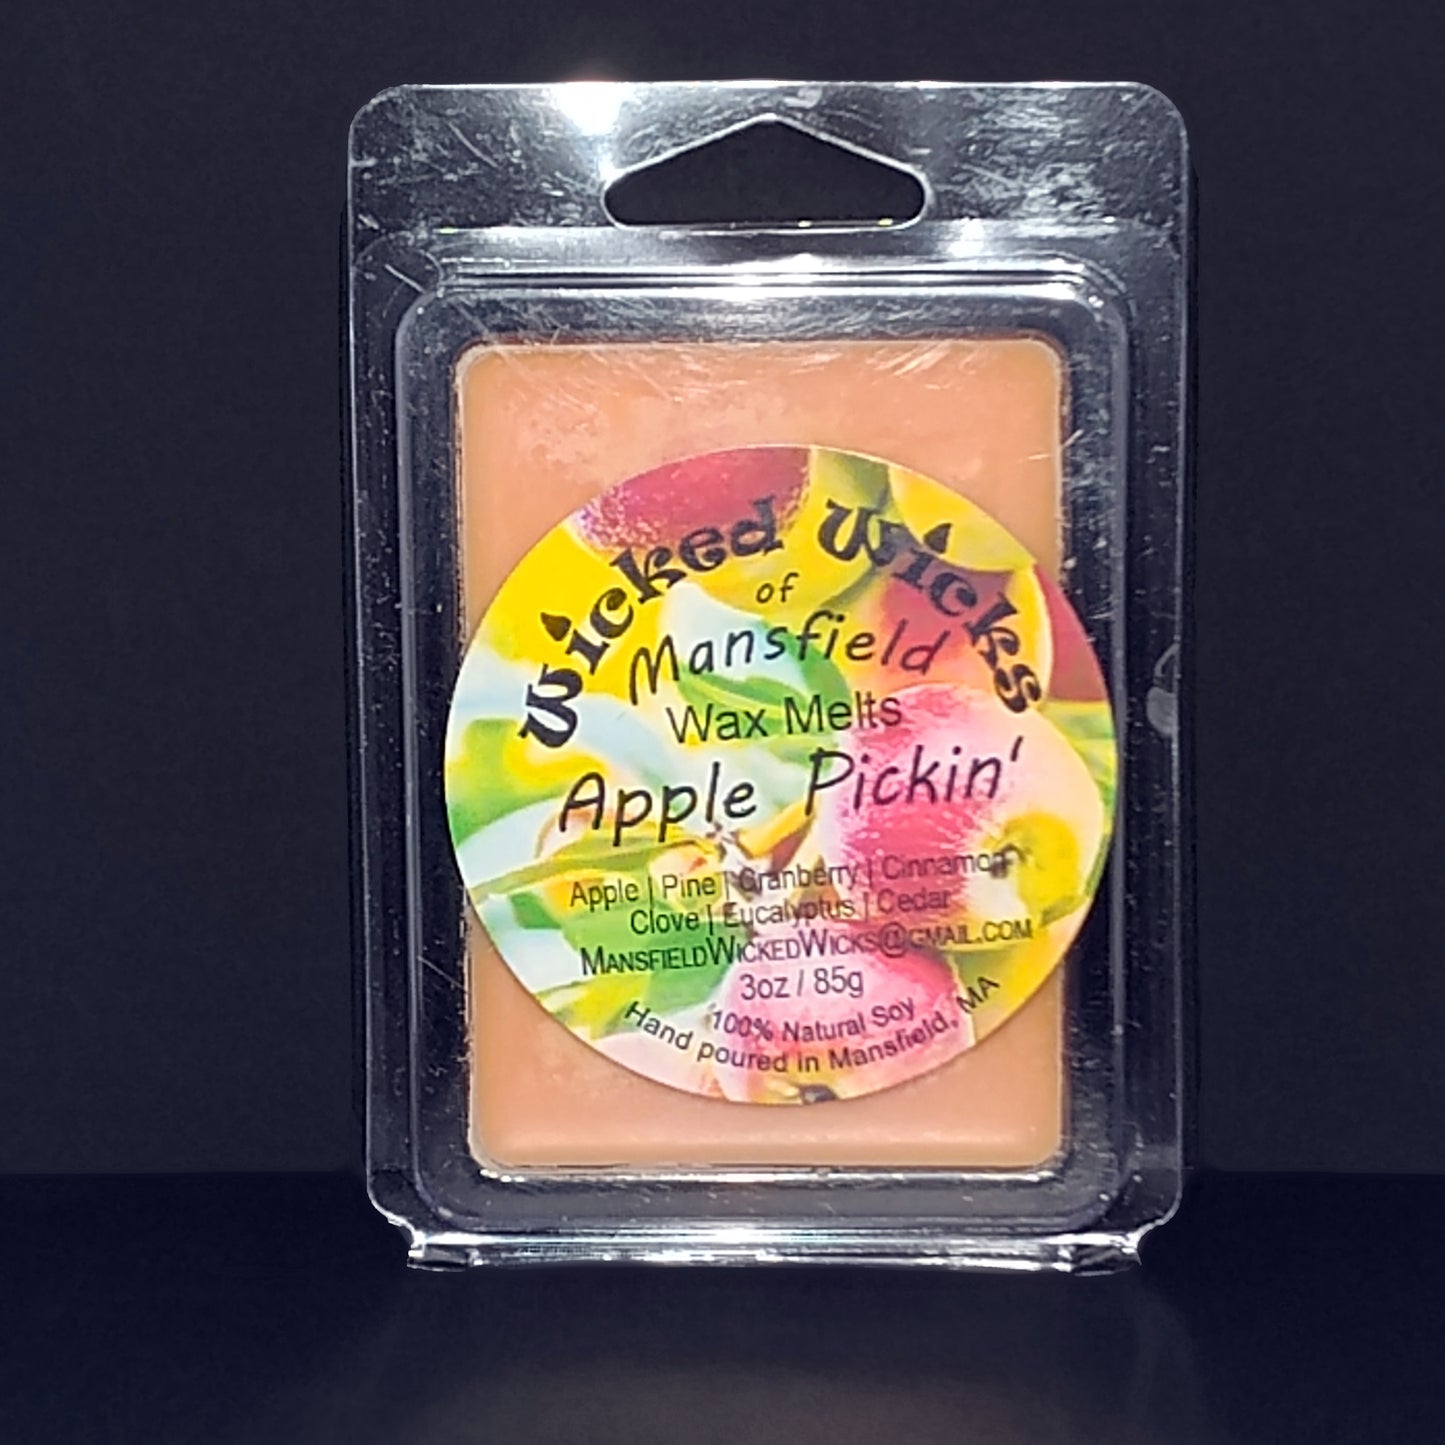 Wicked Wicks
of
Mansfield
Wax Melts
Apple Pickin'
Apple | Pine | Cranberry | Cinnamon
Clove | Eucalyptus | Cedar
MANSFIELDWICKEDWICKS@GMAIL.COM
3oz / 85g
100% Natural Soy
Hand poured in Mansfield, MA